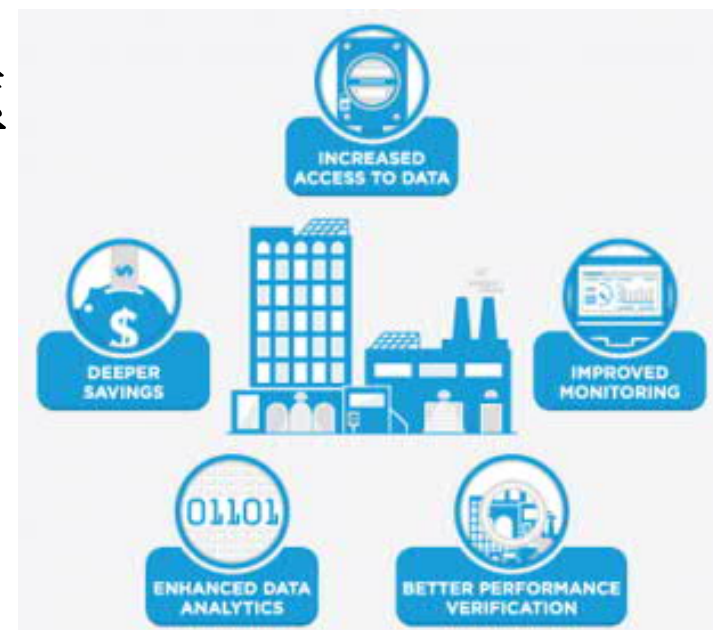 INCREASED
ACCESS TO DATA
$
$
DEEPER
SAVINGS
IMPROVED
MONITORING
01101
ENHANCED DATA
ANALYTICS
BETTER PERFORMANCE
VERIFICATION